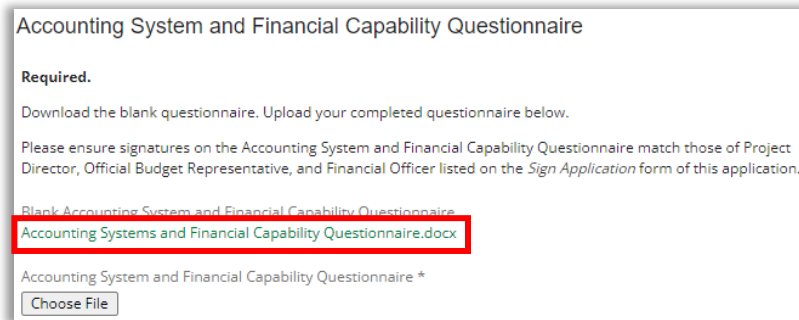 Accounting System and Financial Capability Questionnaire
Required.
Download the blank questionnaire. Upload your completed questionnaire below.
Please ensure signatures on the Accounting System and Financial Capability Questionnaire match those of Project
Director, Official Budget Representative, and Financial Officer listed on the Sign Application form of this application.
Blank Accounting System and Financial Capability Questionnaire
Accounting Systems and Financial Capability Questionnaire.docx
Accounting System and Financial Capability Questionnaire *
Choose File